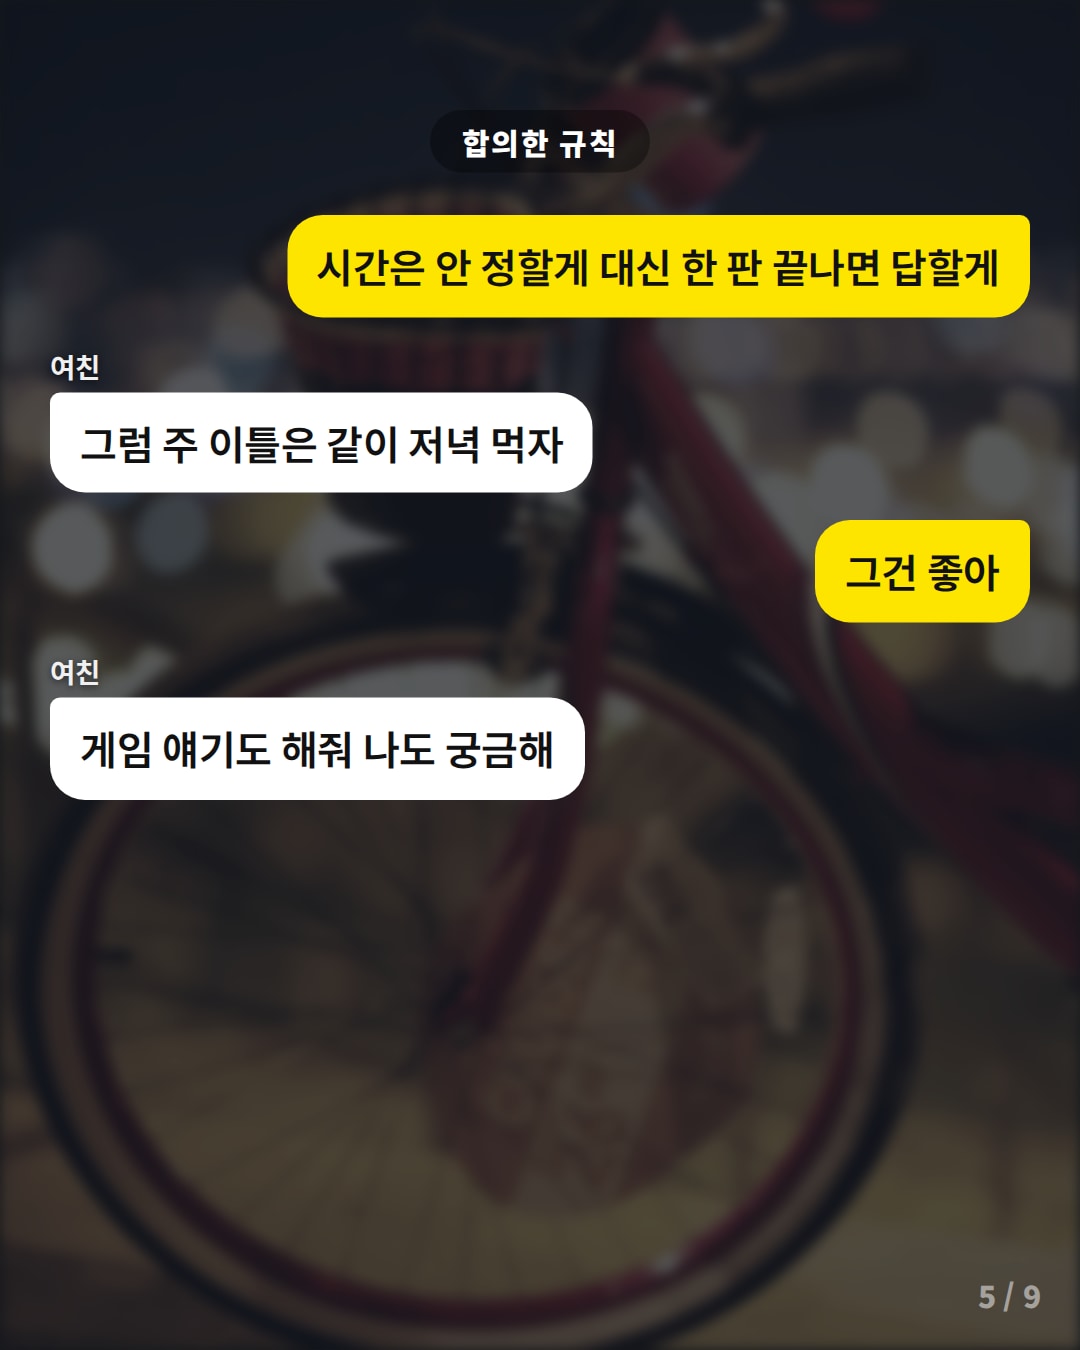 합의한 규칙
시간은 안 정할게 대신 한 판 끝나면 답할게
여친
그럼 주 이틀은 같이 저녁 먹자
그건 좋아
여친
게임 얘기도 해줘 나도 궁금해
5 / 9